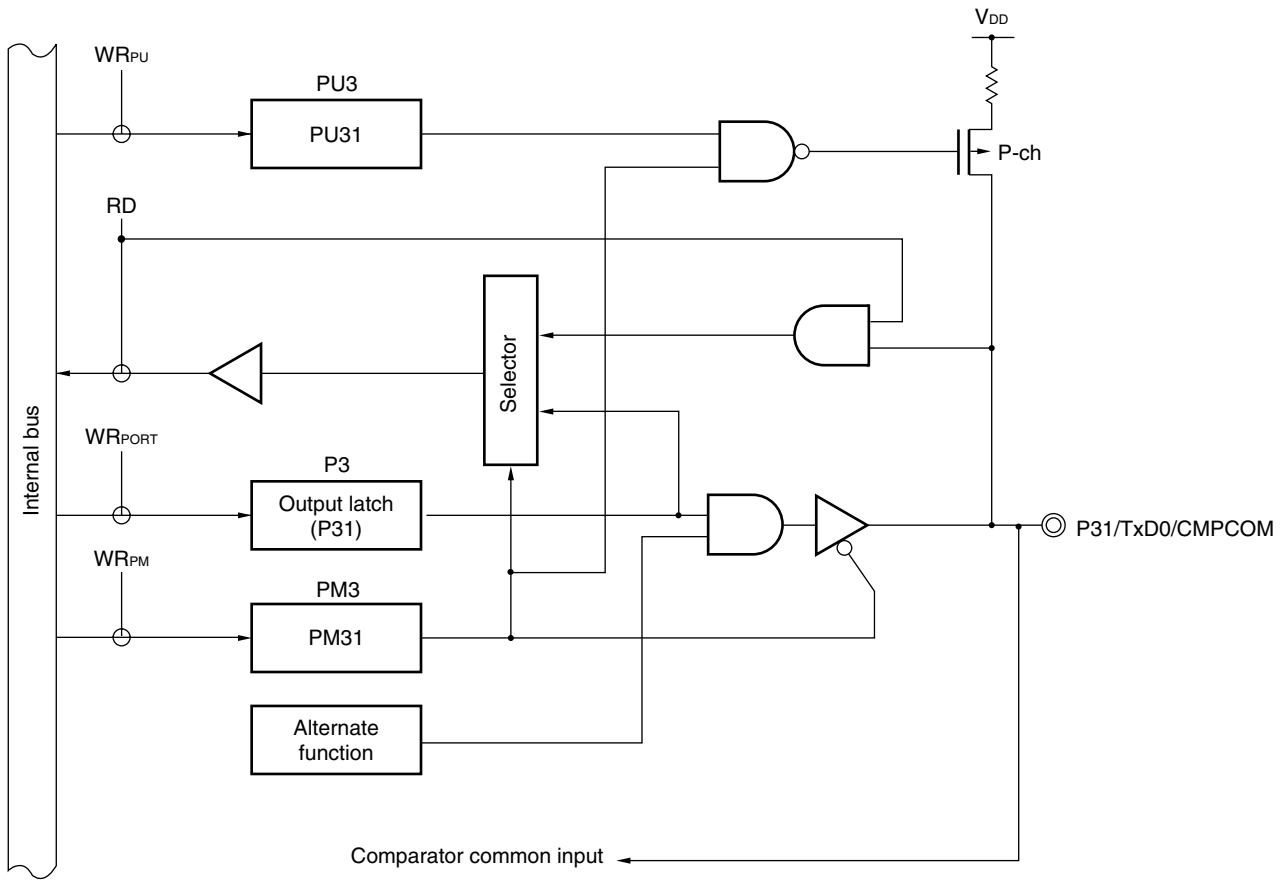 VDD
WRPU
PU3
PU31
P-ch
RD
Selector
Internal bus
WRPORT
P3
Output latch
(P31)
P31/TxD0/CMPCOM
WRPM
PM3
PM31
Alternate
function
Comparator common input